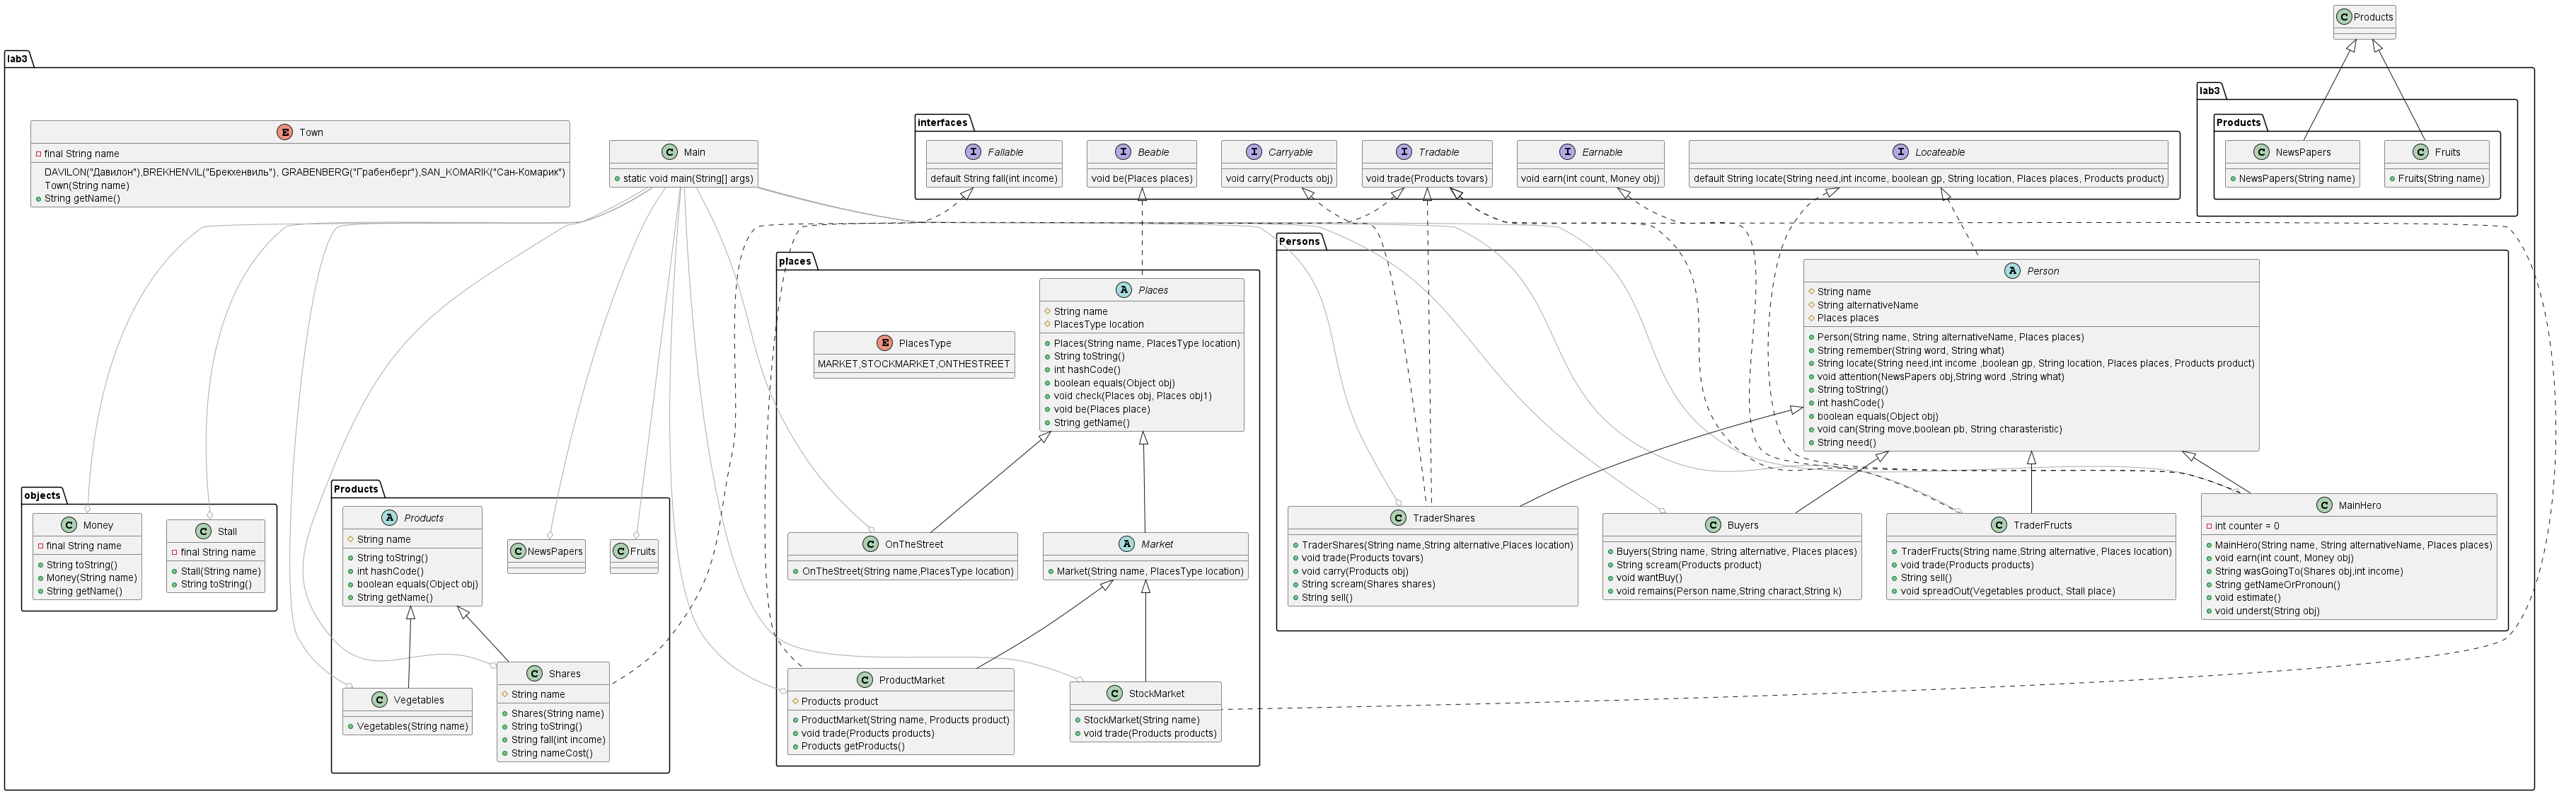 C Products
lab3
lab3
Products
C NewsPapers
NewsPapers(String name)
C Fruits
Fruits(String name)
E Town
final String name
DAVILON("Давилон"),BREKHENVIL("Брекхенвиль"), GRABENBERG("Грабенберг"),SAN_KOMARIK("Сан-Комарик")
Town(String name)
String getName()
C Main
static void main(String[] args)
interfaces
I Fallable
default String fall(int income)
I Beable
void be(Places places)
I Carryable
void carry(Products obj)
I Tradable
void trade(Products tovars)
I Earnable
void earn(int count, Money obj)
I Locateable
default String locate(String need,int income, boolean gp, String location, Places places, Products product)
places
A Places
String name
PlacesType location
Places(String name, PlacesType location)
String toString()
int hashCode()
boolean equals(Object obj)
void check(Places obj, Places obj1)
void be(Places place)
String getName()
E PlacesType
MARKET,STOCKMARKET,ONTHESTREET
C OnTheStreet
OnTheStreet(String name,PlacesType location)
A Market
Market(String name, PlacesType location)
C ProductMarket
Products product
ProductMarket(String name, Products product)
void trade(Products products)
Products getProducts()
C StockMarket
StockMarket(String name)
void trade(Products products)
Persons
A Person
String name
String alternativeName
Places places
Person(String name, String alternativeName, Places places)
String remember(String word, String what)
String locate(String need,int income ,boolean gp, String location, Places places, Products product)
void attention(NewsPapers obj,String word ,String what)
String toString()
int hashCode()
boolean equals(Object obj)
void can(String move,boolean pb, String charasteristic)
String need()
C TraderShares
TraderShares(String name,String alternative,Places location)
void trade(Products tovars)
void carry(Products obj)
String scream(Shares shares)
String sell()
C Buyers
Buyers(String name, String alternative, Places places)
String scream(Products product)
void wantBuy()
void remains(Person name,String charact,String k)
C TraderFructs
TraderFructs(String name,String alternative, Places location)
void trade(Products products)
String sell()
void spreadOut(Vegetables product, Stall place)
C MainHero
int counter = 0
MainHero(String name, String alternativeName, Places places)
void earn(int count, Money obj)
String wasGoingTo(Shares obj,int income)
String getNameOrPronoun()
void estimate()
void underst(String obj)
objects
C Money
final String name
String toString()
Money(String name)
String getName()
C Stall
final String name
Stall(String name)
String toString()
Products
A Products
String name
String toString()
int hashCode()
boolean equals(Object obj)
String getName()
C NewsPapers
C Fruits
C Vegetables
Vegetables(String name)
C Shares
String name
Shares(String name)
String toString()
String fall(int income)
String nameCost()